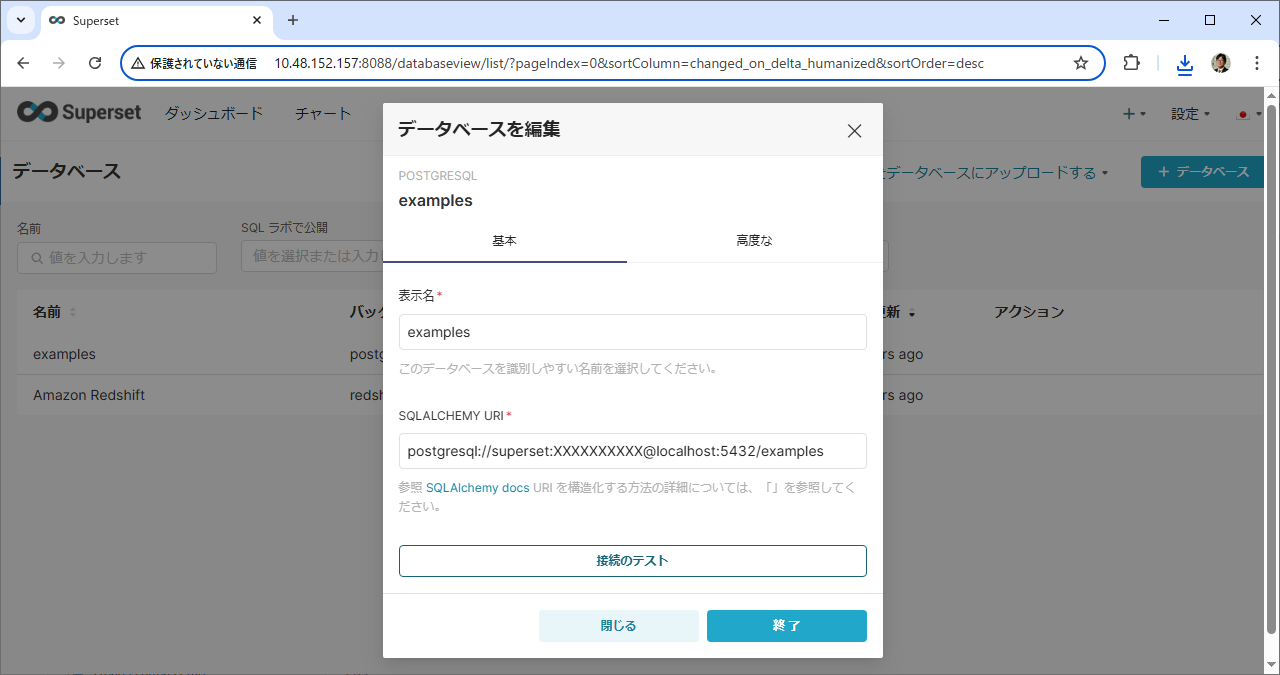 Superset
保護されていない通信 10.48.152.157:8088/databaseview/list/?pageIndex=0&sortColumn=changed_on_delta_humanized&sortOrder=desc
Superset ダッシュボード チャート 設定
データベース データベースにアップロードする + データベース
名前 SQL ラボで公開
値を入力します 値を選択または入力
名前 アクション
examples
Amazon Redshift
データベースを編集
POSTGRESQL
examples
基本 高度な
表示名*
examples
このデータベースを識別しやすい名前を選択してください。
SQLALCHEMY URI*
postgresql://superset:XXXXXXXXXX@localhost:5432/examples
参照 SQLAlchemy docs URI を構造化する方法の詳細については、「」を参照してく
ださい。
接続のテスト
閉じる 終了